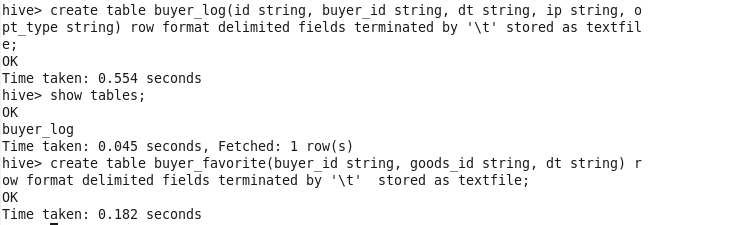 hive> create table buyer_log(id string, buyer_id string, dt string, ip string, o
pt_type string) row format delimited fields terminated by '\t' stored as textfil
e;
OK
Time taken: 0.554 seconds
hive> show tables;
OK
buyer_log
Time taken: 0.045 seconds, Fetched: 1 row(s)
hive> create table buyer_favorite(buyer_id string, goods_id string, dt string) r
ow format delimited fields terminated by '\t'  stored as textfile;
OK
Time taken: 0.182 seconds